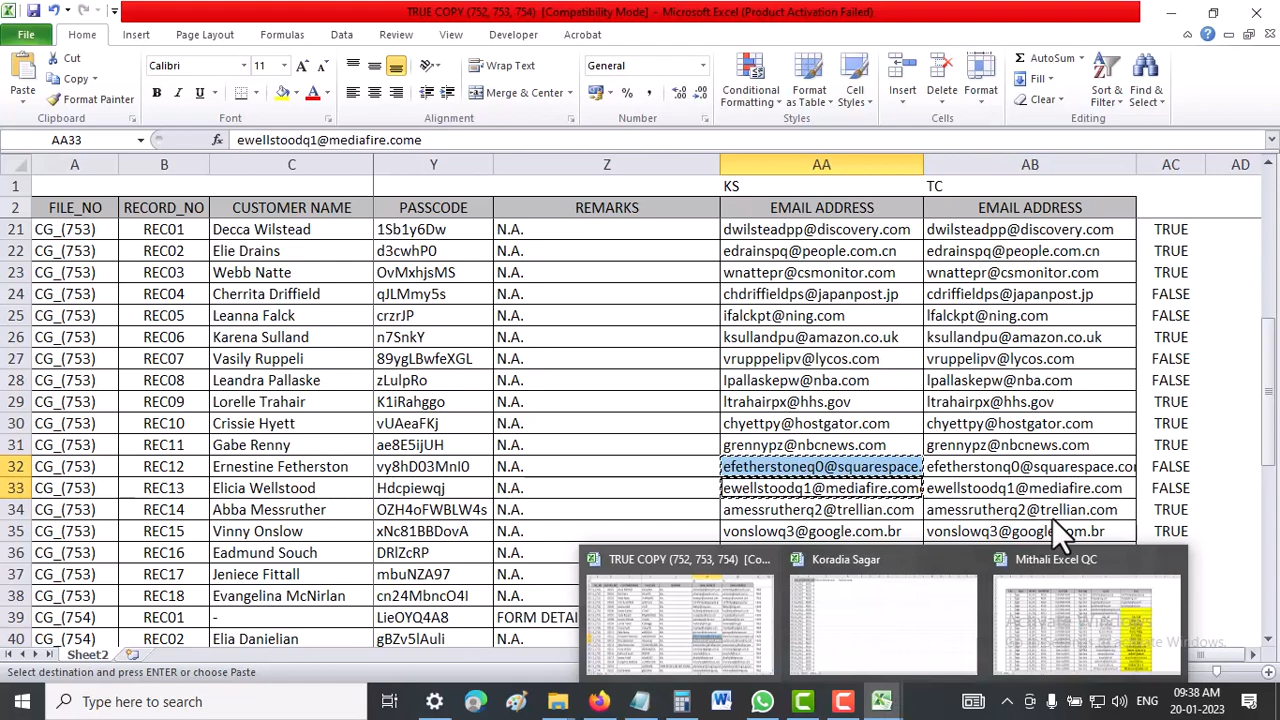 TRUE COPY (752, 753, 754)  [Compatibility Mode] – Microsoft Excel (Product Activation Failed)
File Home Insert Page Layout Formulas Data Review View Developer Acrobat
Paste
Cut
Copy
Format Painter
Clipboard
Calibri 11
B I U
Font
Wrap Text
Merge & Center
Alignment
General
Number
Conditional Formatting
Format as Table
Cell Styles
Styles
Insert Delete Format
Cells
AutoSum
Fill
Clear
Sort & Filter
Find & Select
Editing
AA33 fx ewellstoodq1@mediafire.come
A B C Y Z AA AB AC AD
1 KS TC
2 FILE_NO RECORD_NO CUSTOMER NAME PASSCODE REMARKS EMAIL ADDRESS EMAIL ADDRESS
21 CG_(753) REC01 Decca Wilstead 1Sb1y6Dw N.A. dwilsteadpp@discovery.com dwilsteadpp@discovery.com TRUE
22 CG_(753) REC02 Elie Drains d3cwhP0 N.A. edrainspq@people.com.cn edrainspq@people.com.cn TRUE
23 CG_(753) REC03 Webb Natte OvMxhjsMS N.A. wnattepr@csmonitor.com wnattepr@csmonitor.com TRUE
24 CG_(753) REC04 Cherrita Driffield qJLMmy5s N.A. chdriffieldps@japanpost.jp cdriffieldps@japanpost.jp FALSE
25 CG_(753) REC05 Leanna Falck crzrJP N.A. ifalckpt@ning.com lfalckpt@ning.com FALSE
26 CG_(753) REC06 Karena Sulland n7SnkY N.A. ksullandpu@amazon.co.uk ksullandpu@amazon.co.uk TRUE
27 CG_(753) REC07 Vasily Ruppeli 89ygLBwfeXGL N.A. vrupppelipv@lycos.com vruppelipv@lycos.com FALSE
28 CG_(753) REC08 Leandra Pallaske zLulpRo N.A. Ipallaskepw@nba.com lpallaskepw@nba.com FALSE
29 CG_(753) REC09 Lorelle Trahair K1iRahggo N.A. ltrahairpx@hhs.gov ltrahairpx@hhs.gov TRUE
30 CG_(753) REC10 Crissie Hyett vUAeaFKj N.A. chyettpy@hostgator.com chyettpy@hostgator.com TRUE
31 CG_(753) REC11 Gabe Renny ae8E5ijUH N.A. grennypz@nbcnews.com grennypz@nbcnews.com TRUE
32 CG_(753) REC12 Ernestine Fetherston vy8hD03MnI0 N.A. efetherstoneq0@squarespace. efetherstonq0@squarespace.com FALSE
33 CG_(753) REC13 Elicia Wellstood Hdcpiewqj N.A. ewellstoodq1@mediafire.com ewellstoodq1@mediafire.com FALSE
34 CG_(753) REC14 Abba Messruther OZH4oFWBLW4s N.A. amessrutherq2@trellian.com amessrutherq2@trellian.com TRUE
35 CG_(753) REC15 Vinny Onslow xNc81BBDovA N.A. vonslowq3@google.com.br vonslowq3@google.com.br TRUE
36 CG_(753) REC16 Eadmund Souch DRlZcRP N.A.
37 CG_(753) REC17 Jeniece Fittall mbuNZA97 N.A.
38 CG_(753) REC18 Evangelina McNirlan cn24MbncO4l N.A.
39 CG_(754) REC01 - LieOYQ4A8 FORM DETAI
40 CG_(754) REC02 Elia Danielian gBZv5lAuli N.A.
TRUE COPY (752, 753, 754)  [Co...
Koradia Sagar
Mithali Excel QC
Sheet2
Select destination and press ENTER or choose Paste
Type here to search
ENG
09:38 AM
20-01-2023